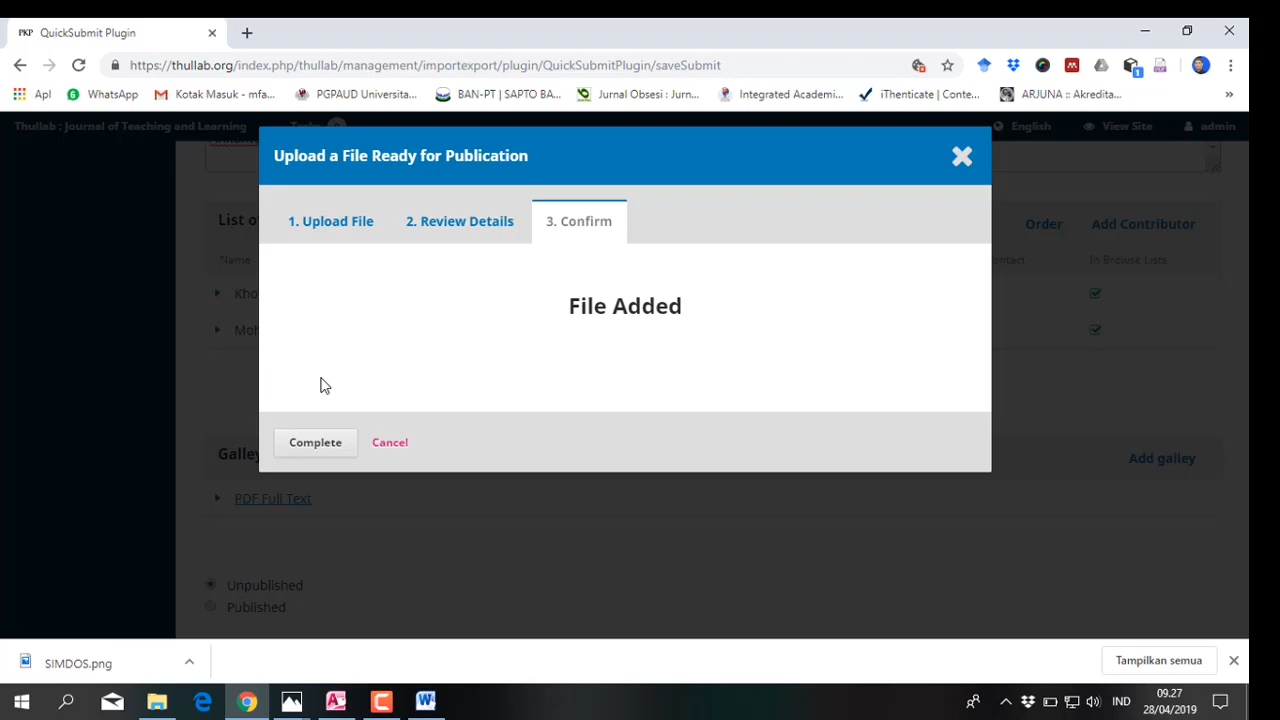 PKP QuickSubmit Plugin
https://thullab.org/index.php/thullab/management/importexport/plugin/QuickSubmitPlugin/saveSubmit
Apl WhatsApp Kotak Masuk - mfa... PGPAUD Universita... BAN-PT | SAPTO BA... Jurnal Obsesi : Jurn... Integrated Academi... iThenticate | Conte... ARJUNA :: Akredita... »
Thullab : Journal of Teaching and Learning English View Site admin
Upload a File Ready for Publication
1. Upload File 2. Review Details 3. Confirm
List of Order Add Contributor
Name In Browse Lists
File Added
Kho
Moh
Complete Cancel
Galley Add galley
PDF Full Text
Unpublished
Published
SIMDOS.png Tampilkan semua
IND 09.27
28/04/2019